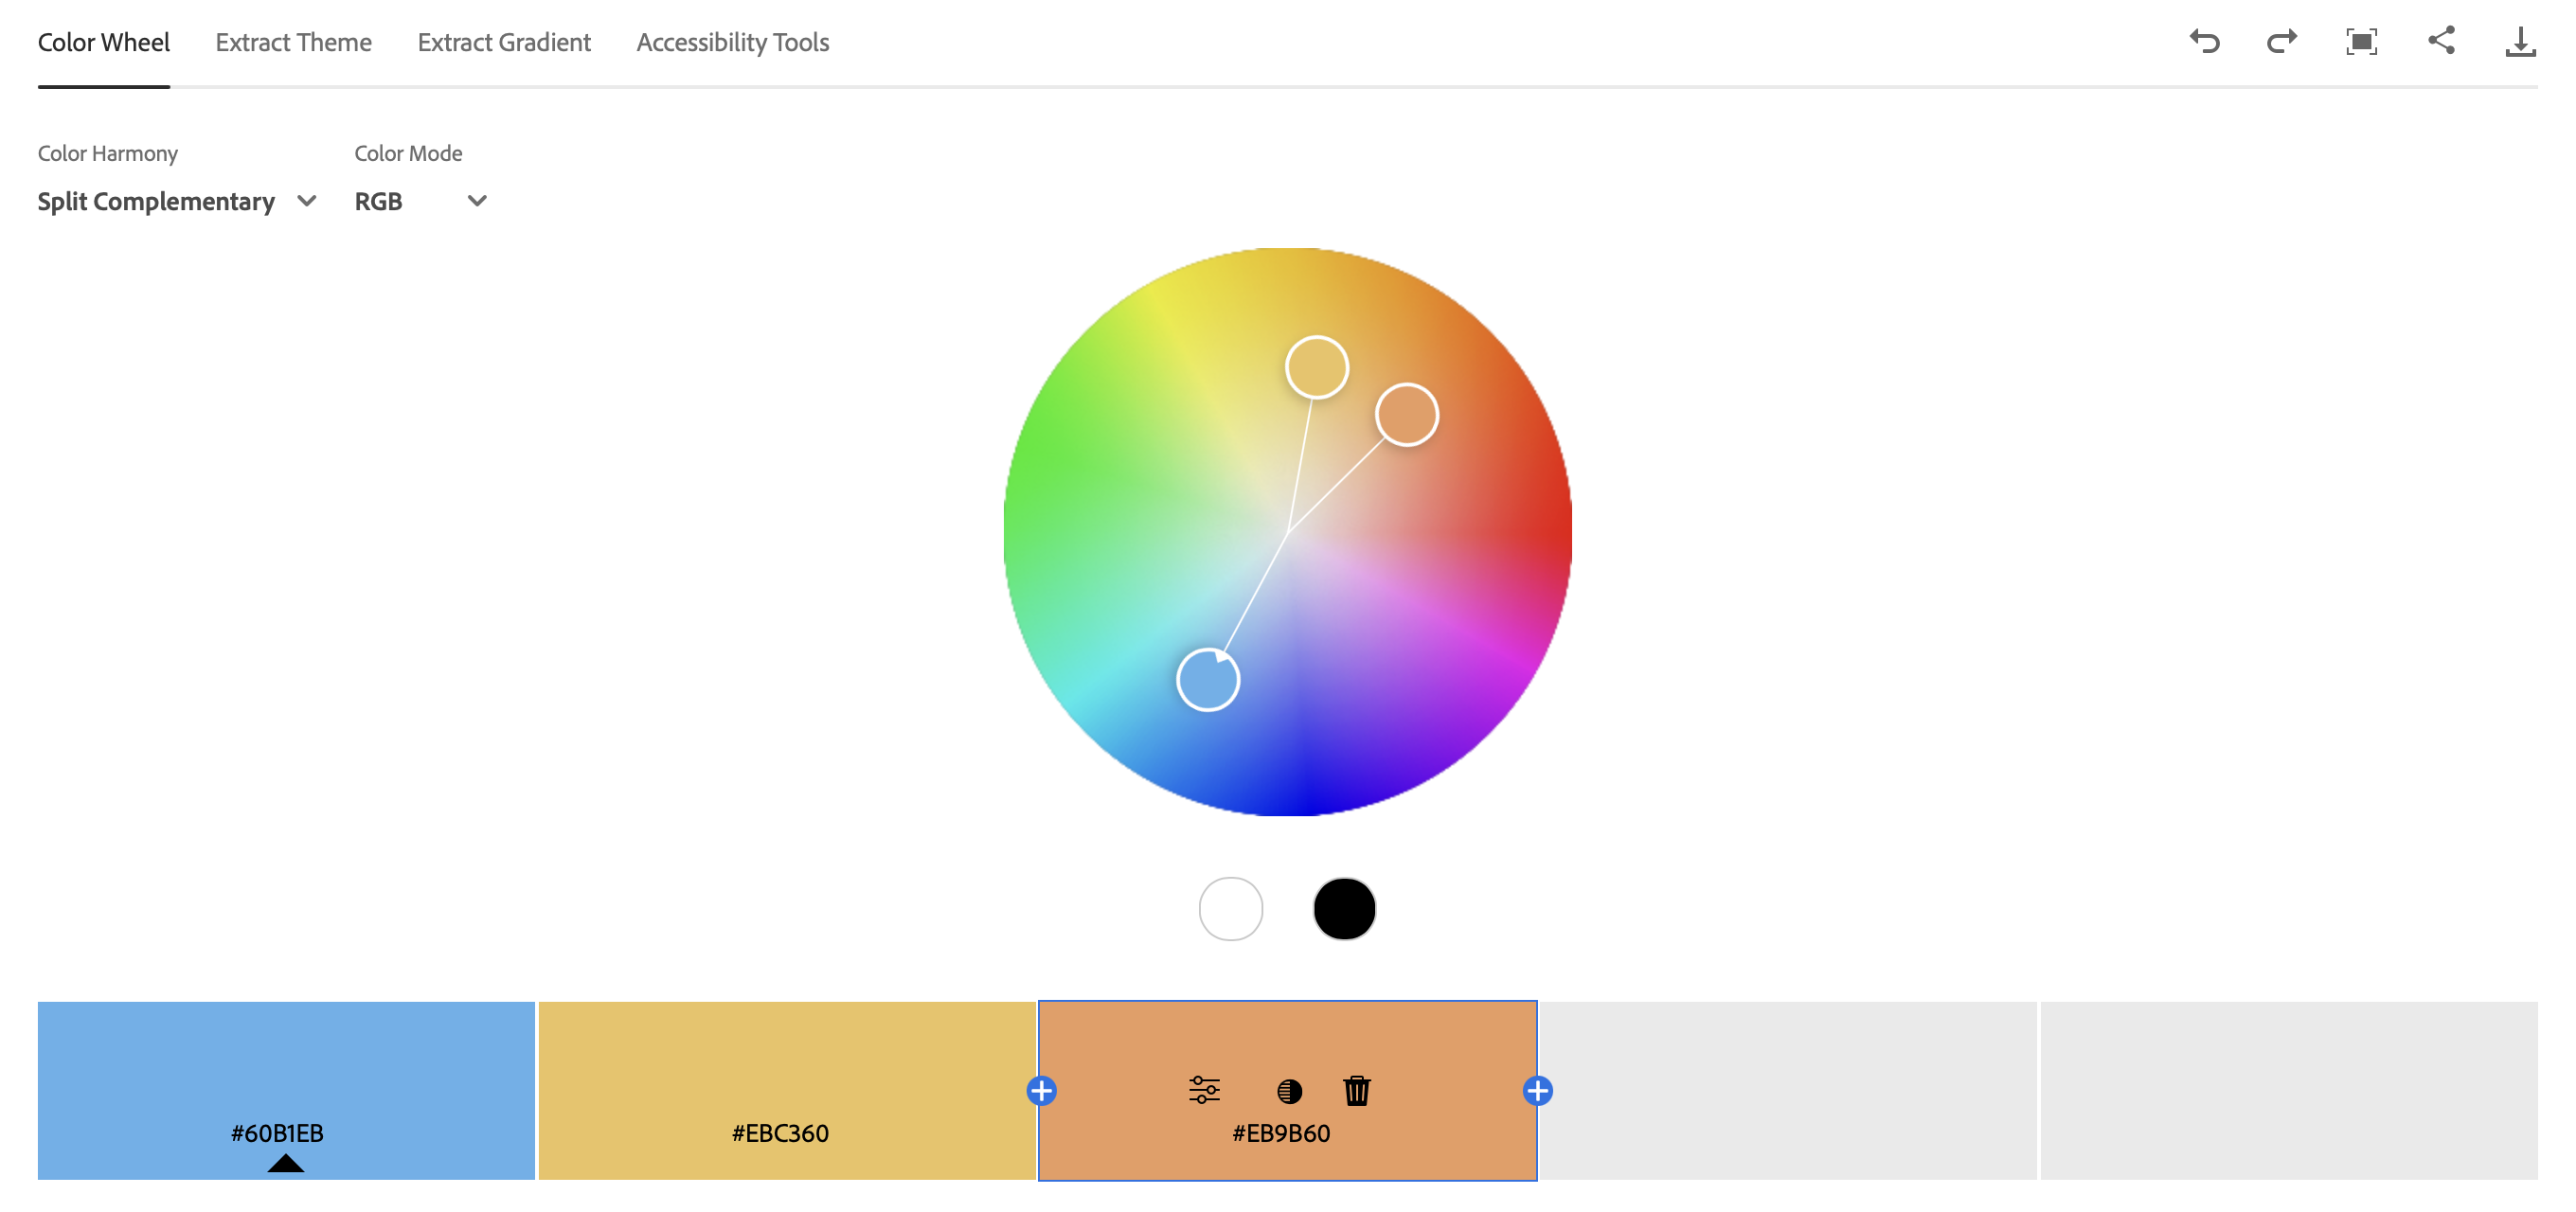 Color Wheel Extract Theme Extract Gradient Accessibility Tools
Color Harmony Color Mode
Split Complementary RGB
#60B1EB #EBC360 #EB9B60